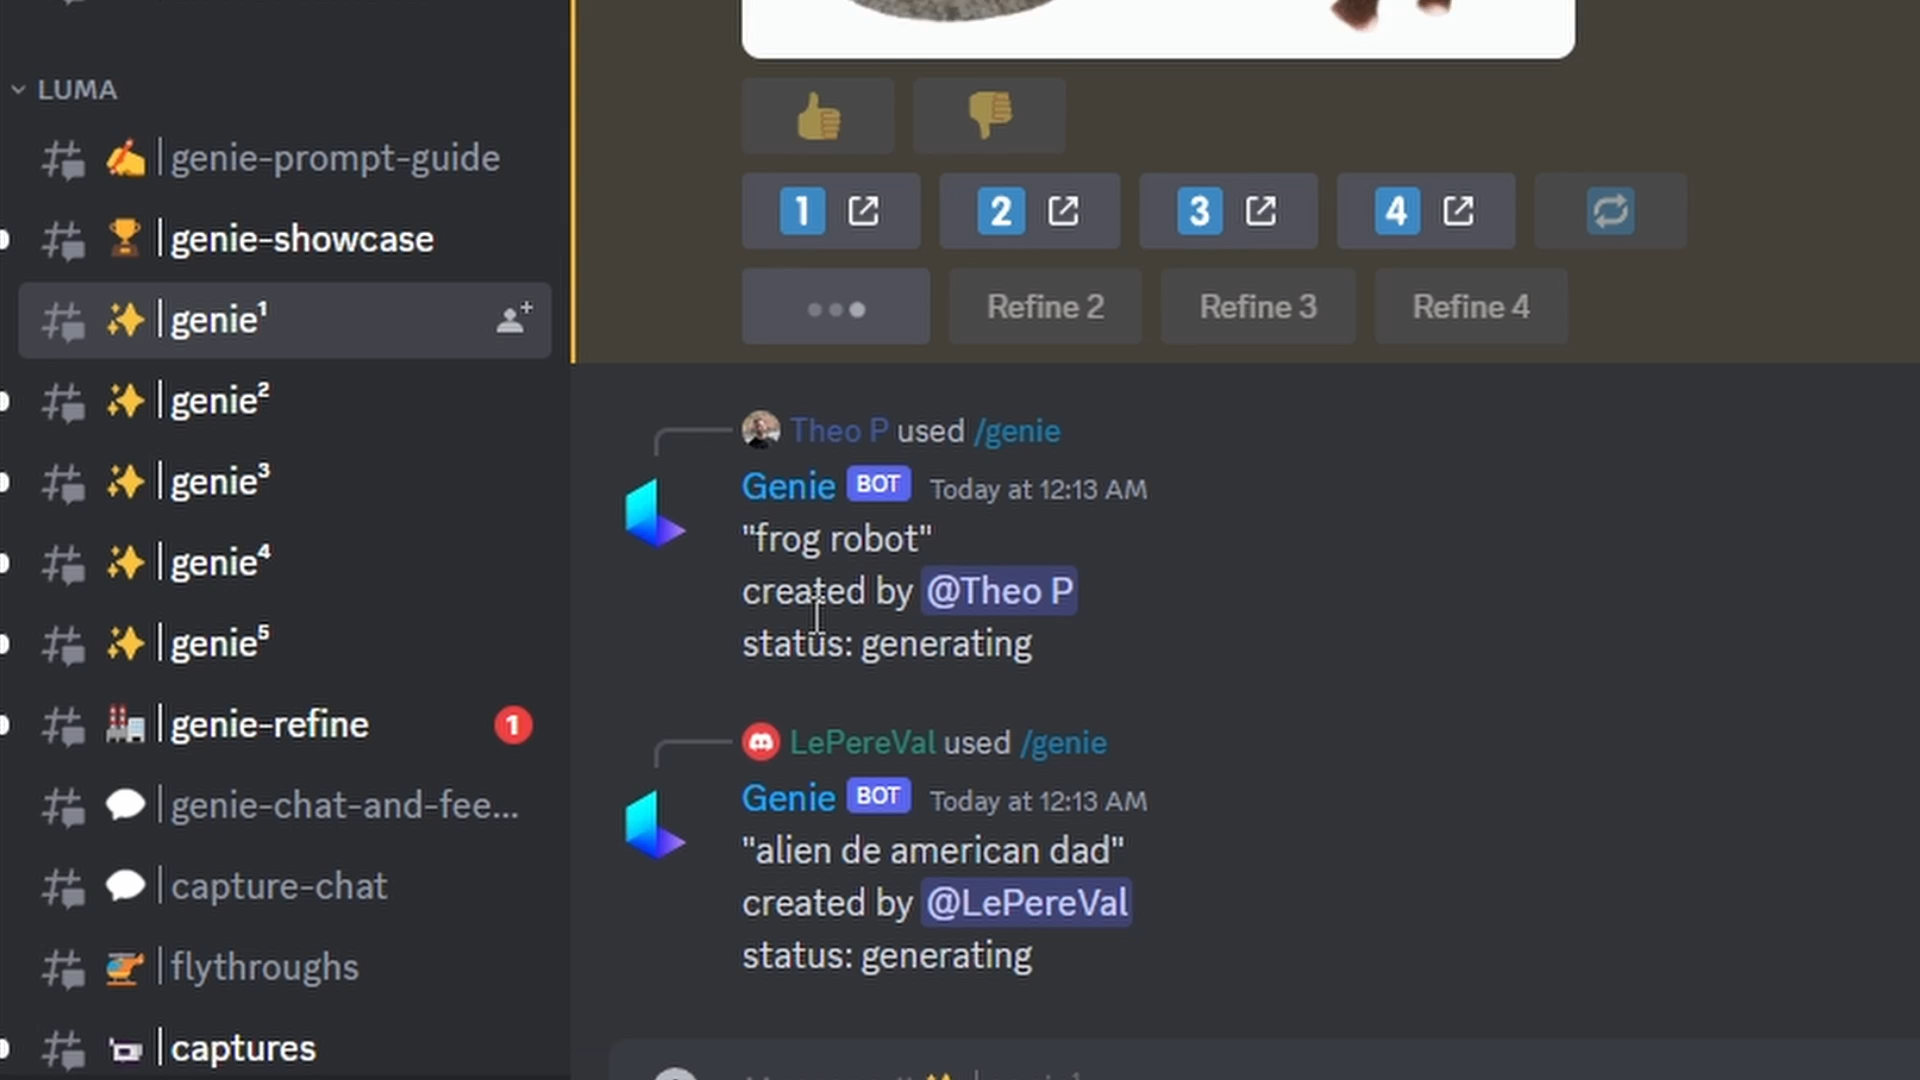 LUMA
genie-prompt-guide
genie-showcase
genie¹
genie²
genie³
genie⁴
genie⁵
genie-refine 1
genie-chat-and-fee...
capture-chat
flythroughs
captures
1 2 3 4
Refine 2 Refine 3 Refine 4
Theo P used /genie
Genie BOT Today at 12:13 AM
"frog robot"
created by @Theo P
status: generating
LePereVal used /genie
Genie BOT Today at 12:13 AM
"alien de american dad"
created by @LePereVal
status: generating